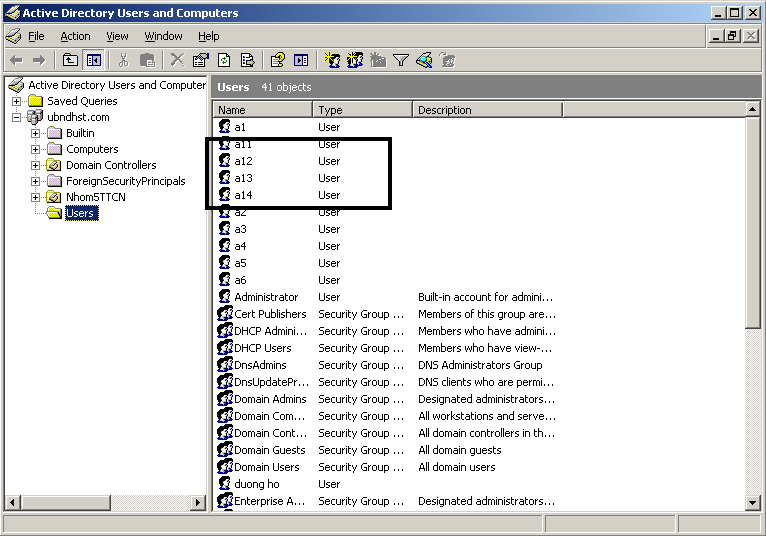 Active Directory Users and Computers
File Action View Window Help
Active Directory Users and Computer
Saved Queries
ubndhst.com
Builtin
Computers
Domain Controllers
ForeignSecurityPrincipals
Nhom5TTCN
Users
Users 41 objects
Name Type Description
a1 User
a11 User
a12 User
a13 User
a14 User
a2 User
a3 User
a4 User
a5 User
a6 User
Administrator User Built-in account for admini...
Cert Publishers Security Group ... Members of this group are...
DHCP Admini... Security Group ... Members who have admini...
DHCP Users Security Group ... Members who have view-...
DnsAdmins Security Group ... DNS Administrators Group
DnsUpdatePr... Security Group ... DNS clients who are permi...
Domain Admins Security Group ... Designated administrators...
Domain Com... Security Group ... All workstations and serve...
Domain Cont... Security Group ... All domain controllers in th...
Domain Guests Security Group ... All domain guests
Domain Users Security Group ... All domain users
duong ho User
Enterprise A... Security Group ... Designated administrators...